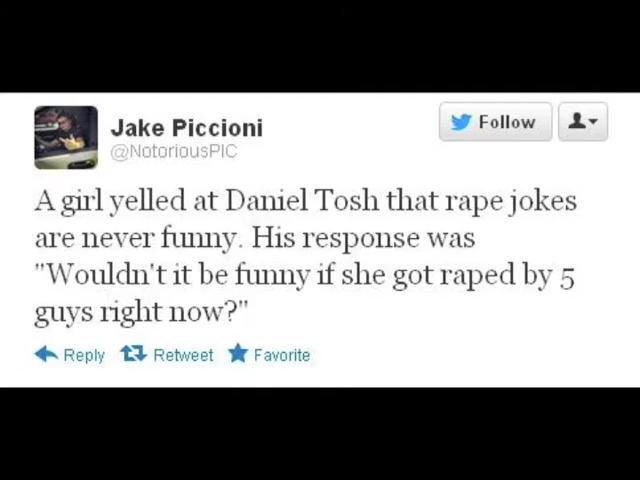 Jake Piccioni
@NotoriousPIC
Follow
A girl yelled at Daniel Tosh that rape jokes
are never funny. His response was
"Wouldn't it be funny if she got raped by 5
guys right now?"
Reply Retweet Favorite